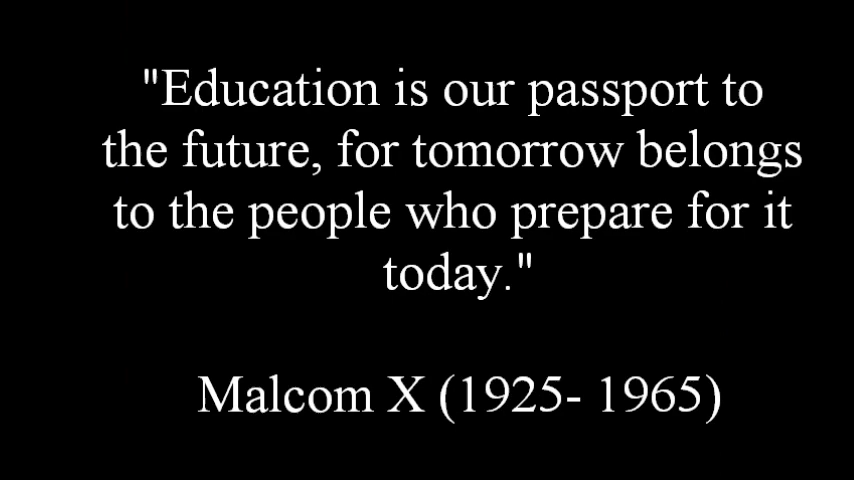 "Education is our passport to
the future, for tomorrow belongs
to the people who prepare for it
today."
Malcom X (1925- 1965)